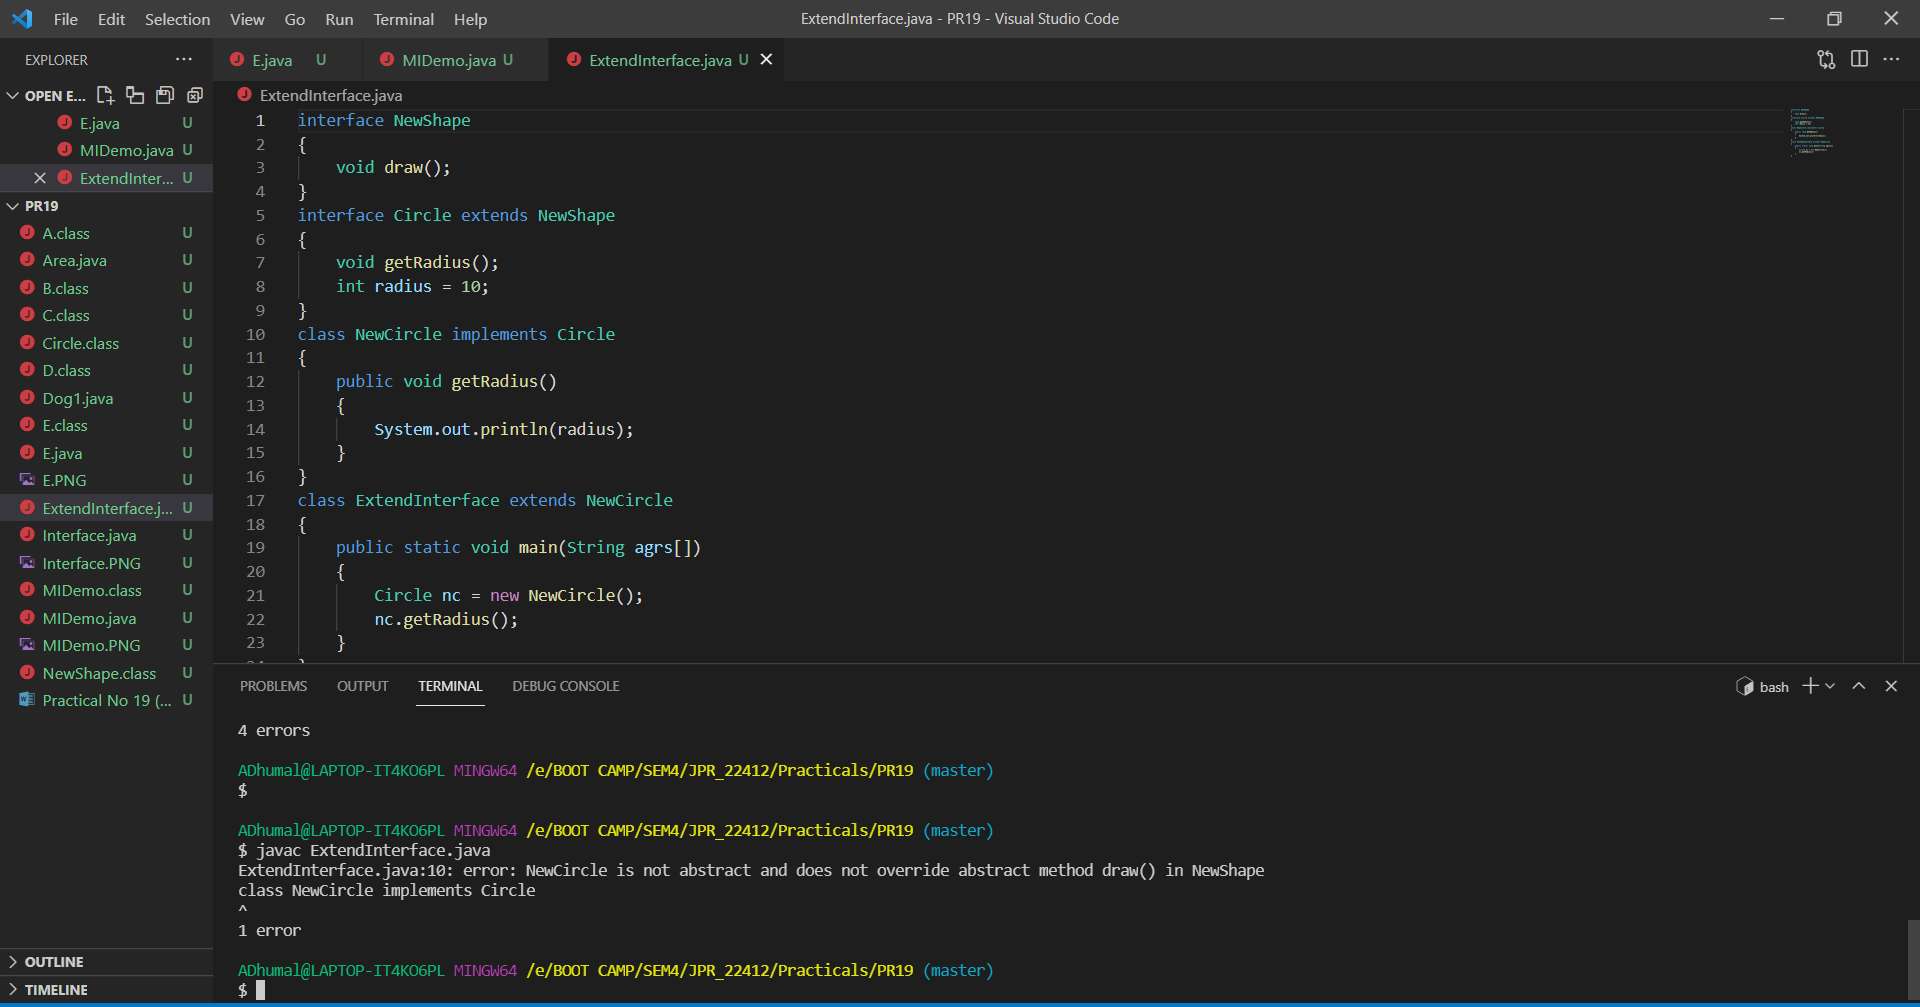 File Edit Selection View Go Run Terminal Help
ExtendInterface.java - PR19 - Visual Studio Code
EXPLORER
OPEN E...
E.java U
MIDemo.java U
ExtendInter... U
PR19
A.class U
Area.java U
B.class U
C.class U
Circle.class U
D.class U
Dog1.java U
E.class U
E.java U
E.PNG U
ExtendInterface.j... U
Interface.java U
Interface.PNG U
MIDemo.class U
MIDemo.java U
MIDemo.PNG U
NewShape.class U
Practical No 19 (... U
OUTLINE
TIMELINE
E.java U
MIDemo.java U
ExtendInterface.java U
ExtendInterface.java
1 interface NewShape
2 {
3 void draw();
4 }
5 interface Circle extends NewShape
6 {
7 void getRadius();
8 int radius = 10;
9 }
10 class NewCircle implements Circle
11 {
12 public void getRadius()
13 {
14 System.out.println(radius);
15 }
16 }
17 class ExtendInterface extends NewCircle
18 {
19 public static void main(String agrs[])
20 {
21 Circle nc = new NewCircle();
22 nc.getRadius();
23 }
PROBLEMS OUTPUT TERMINAL DEBUG CONSOLE
bash
4 errors
ADhumal@LAPTOP-IT4KO6PL MINGW64 /e/BOOT CAMP/SEM4/JPR_22412/Practicals/PR19 (master)
$
ADhumal@LAPTOP-IT4KO6PL MINGW64 /e/BOOT CAMP/SEM4/JPR_22412/Practicals/PR19 (master)
$ javac ExtendInterface.java
ExtendInterface.java:10: error: NewCircle is not abstract and does not override abstract method draw() in NewShape
class NewCircle implements Circle
^
1 error
ADhumal@LAPTOP-IT4KO6PL MINGW64 /e/BOOT CAMP/SEM4/JPR_22412/Practicals/PR19 (master)
$